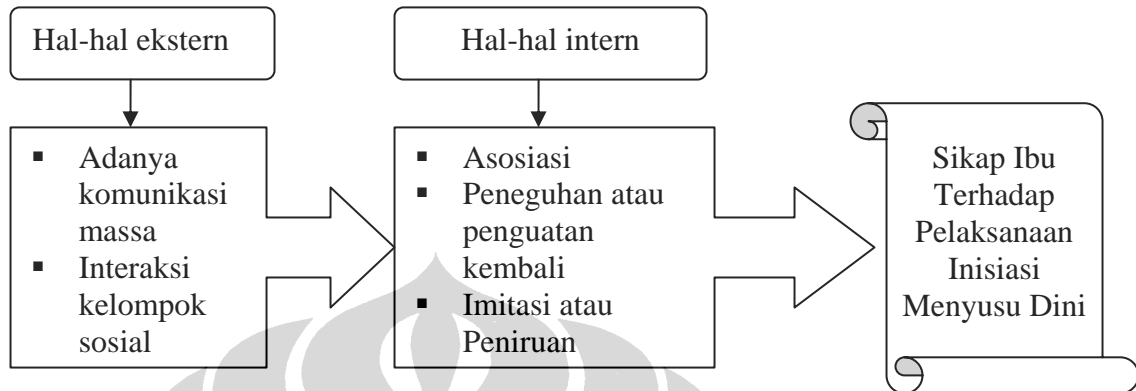 Hal-hal ekstern
Hal-hal intern
▪ Adanya
komunikasi
massa
▪ Interaksi
kelompok
sosial
▪ Asosiasi
▪ Peneguhan atau
penguatan
kembali
▪ Imitasi atau
Peniruan
Sikap Ibu
Terhadap
Pelaksanaan
Inisiasi
Menyusu Dini